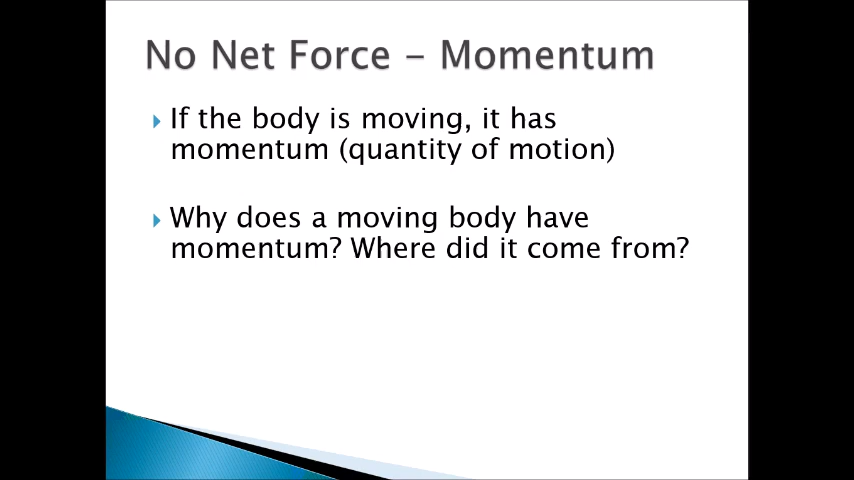 No Net Force – Momentum
If the body is moving, it has
momentum (quantity of motion)
Why does a moving body have
momentum? Where did it come from?